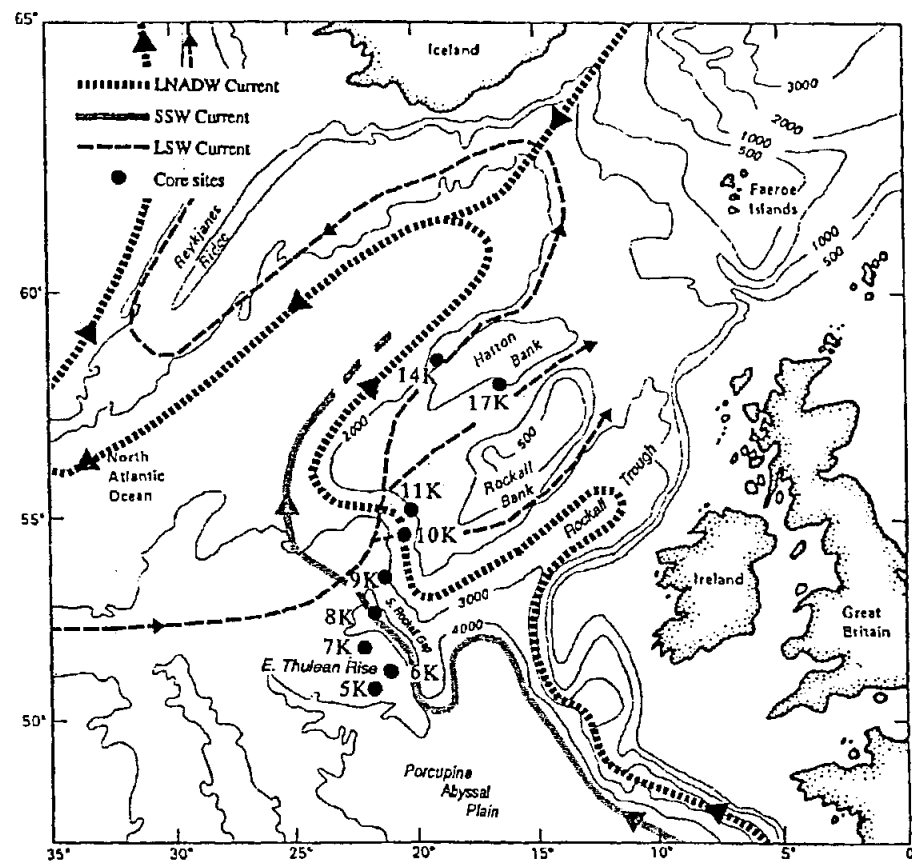 65°
Iceland
LNADW Current
SSW Current
LSW Current
Core sites
3000
2000
1000
500
Faeroe
Islands
1000
500
Reykjanes
Ridge
60°
Hatton
Bank
14K
17K
2000
500
Rockall
Bank
North
Atlantic
Ocean
Rockall
Trough
11K
55°
10K
9K
3000
Ireland
8K
S. Rockall Gap
4000
Great
Britain
7K
E. Thulean Rise
6K
5K
50°
Porcupine
Abyssal
Plain
35°
30°
25°
20°
15°
10°
5°
0°